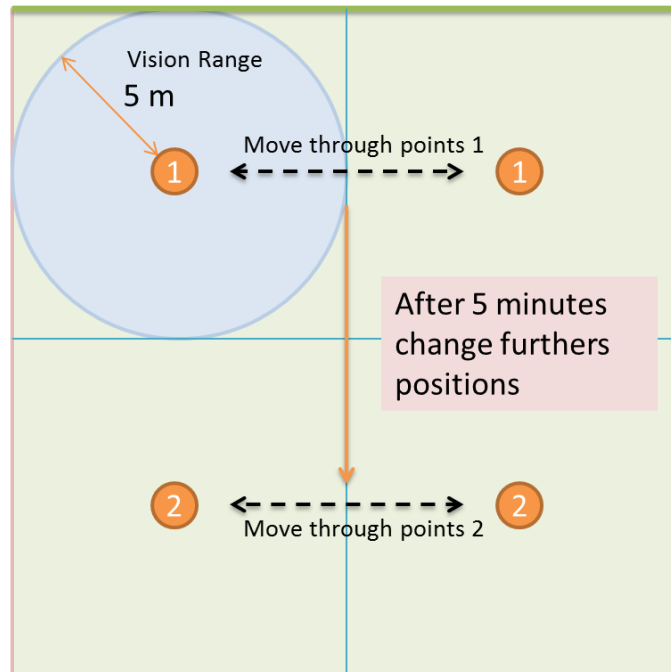 Vision Range
5 m
1
Move through points 1
1
After 5 minutes
change furthers
positions
2
Move through points 2
2